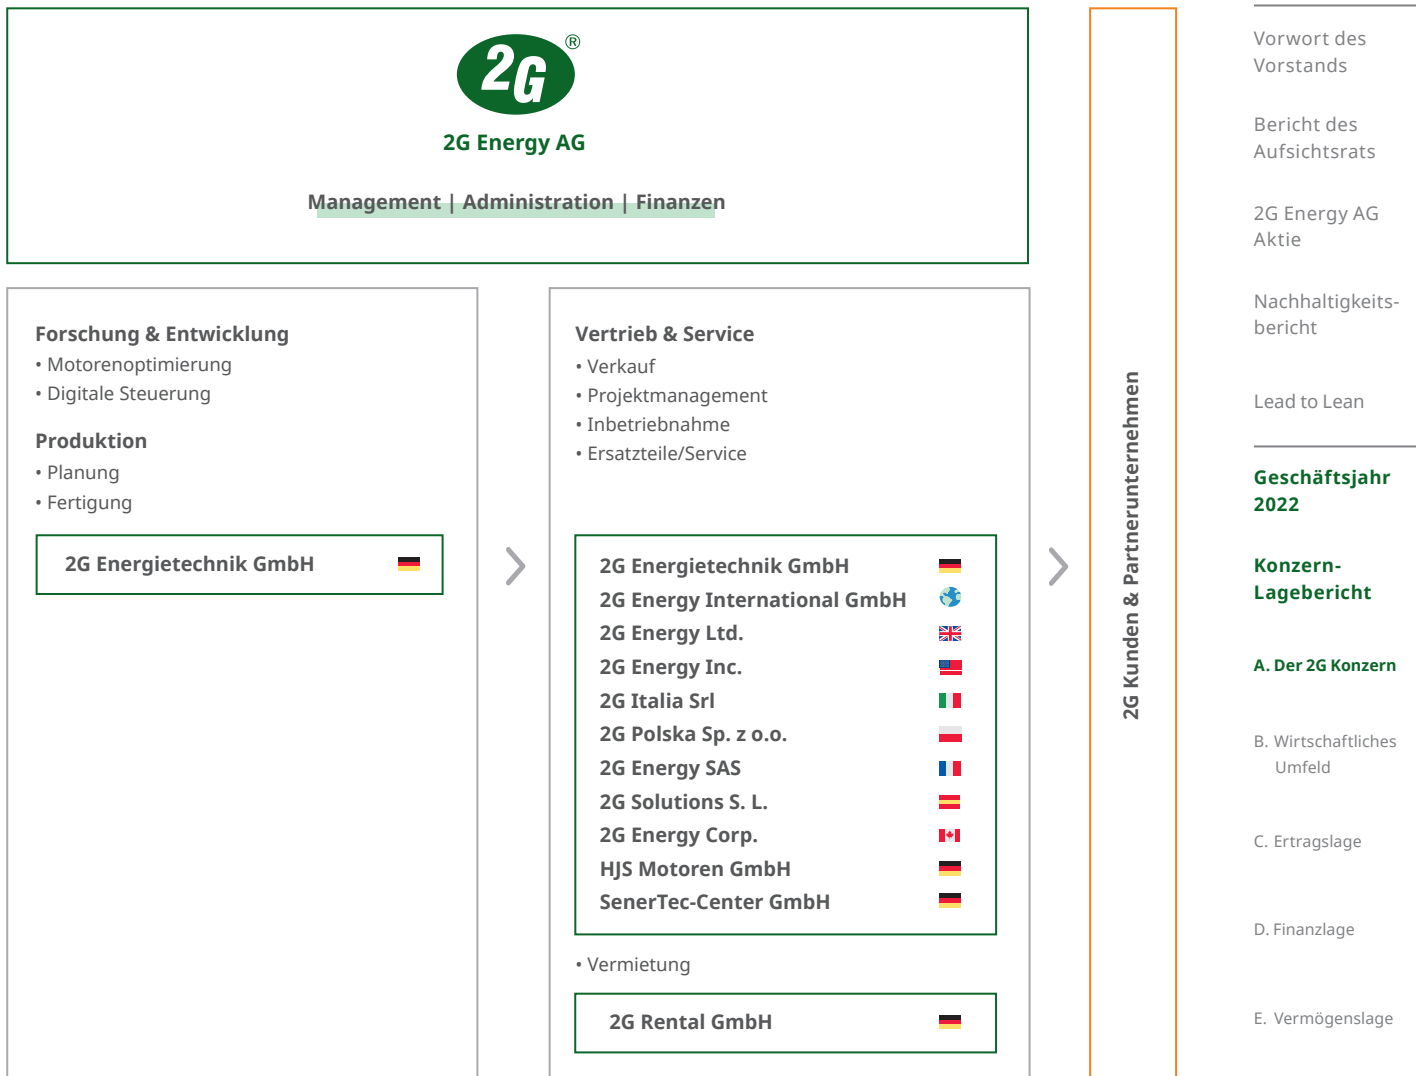 2G®
2G Energy AG
Management | Administration | Finanzen
Forschung & Entwicklung
• Motorenoptimierung
• Digitale Steuerung
Produktion
• Planung
• Fertigung
2G Energietechnik GmbH
Vertrieb & Service
• Verkauf
• Projektmanagement
• Inbetriebnahme
• Ersatzteile/Service
2G Energietechnik GmbH
2G Energy International GmbH
2G Energy Ltd.
2G Energy Inc.
2G Italia Srl
2G Polska Sp. z o.o.
2G Energy SAS
2G Solutions S. L.
2G Energy Corp.
HJS Motoren GmbH
SenerTec-Center GmbH
• Vermietung
2G Rental GmbH
2G Kunden & Partnerunternehmen
Vorwort des
Vorstands
Bericht des
Aufsichtsrats
2G Energy AG
Aktie
Nachhaltigkeits-
bericht
Lead to Lean
Geschäftsjahr
2022
Konzern-
Lagebericht
A. Der 2G Konzern
B. Wirtschaftliches
Umfeld
C. Ertragslage
D. Finanzlage
E. Vermögenslage